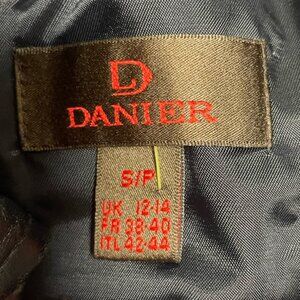 D
DANIER
S/P
UK 12-14
FR 38-40
ITL 42-44